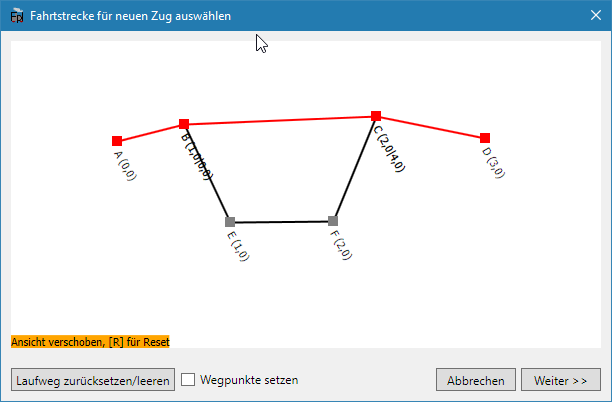 Fahrtstrecke für neuen Zug auswählen
A (0,0)
B (1,0|0,0)
C (2,0|4,0)
D (3,0)
E (1,0)
F (2,0)
Ansicht verschoben, [R] für Reset
Laufweg zurücksetzen/leeren
Wegpunkte setzen
Abbrechen
Weiter >>